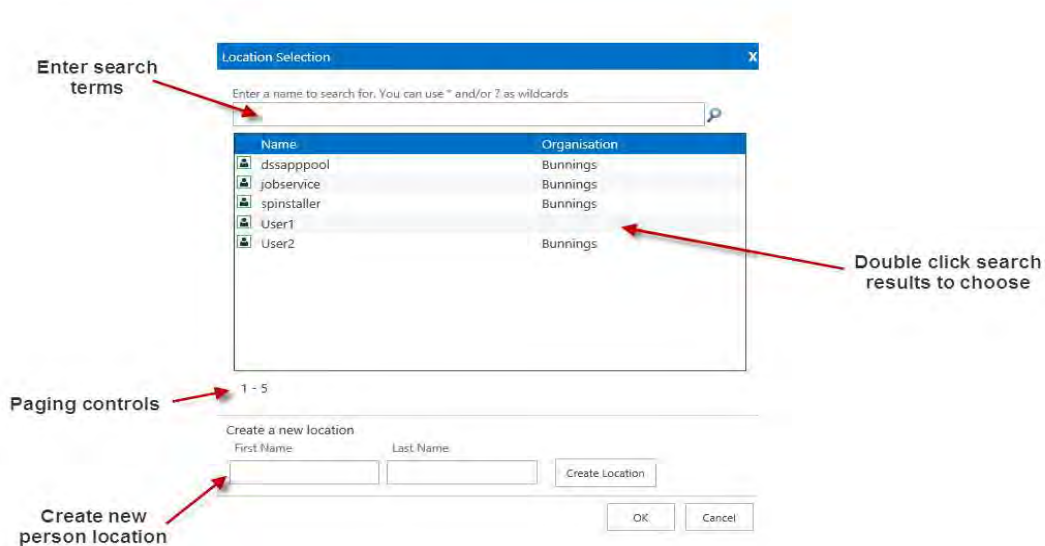 Location Selection X
Enter search
terms
Enter a name to search for. You can use * and/or ? as wildcards
Name Organisation
dssapppool Bunnings
jobservice Bunnings
spinstaller Bunnings
User1
User2 Bunnings
Double click search
results to choose
1 - 5
Paging controls
Create a new location
First Name Last Name
Create Location
Create new
person location
OK Cancel